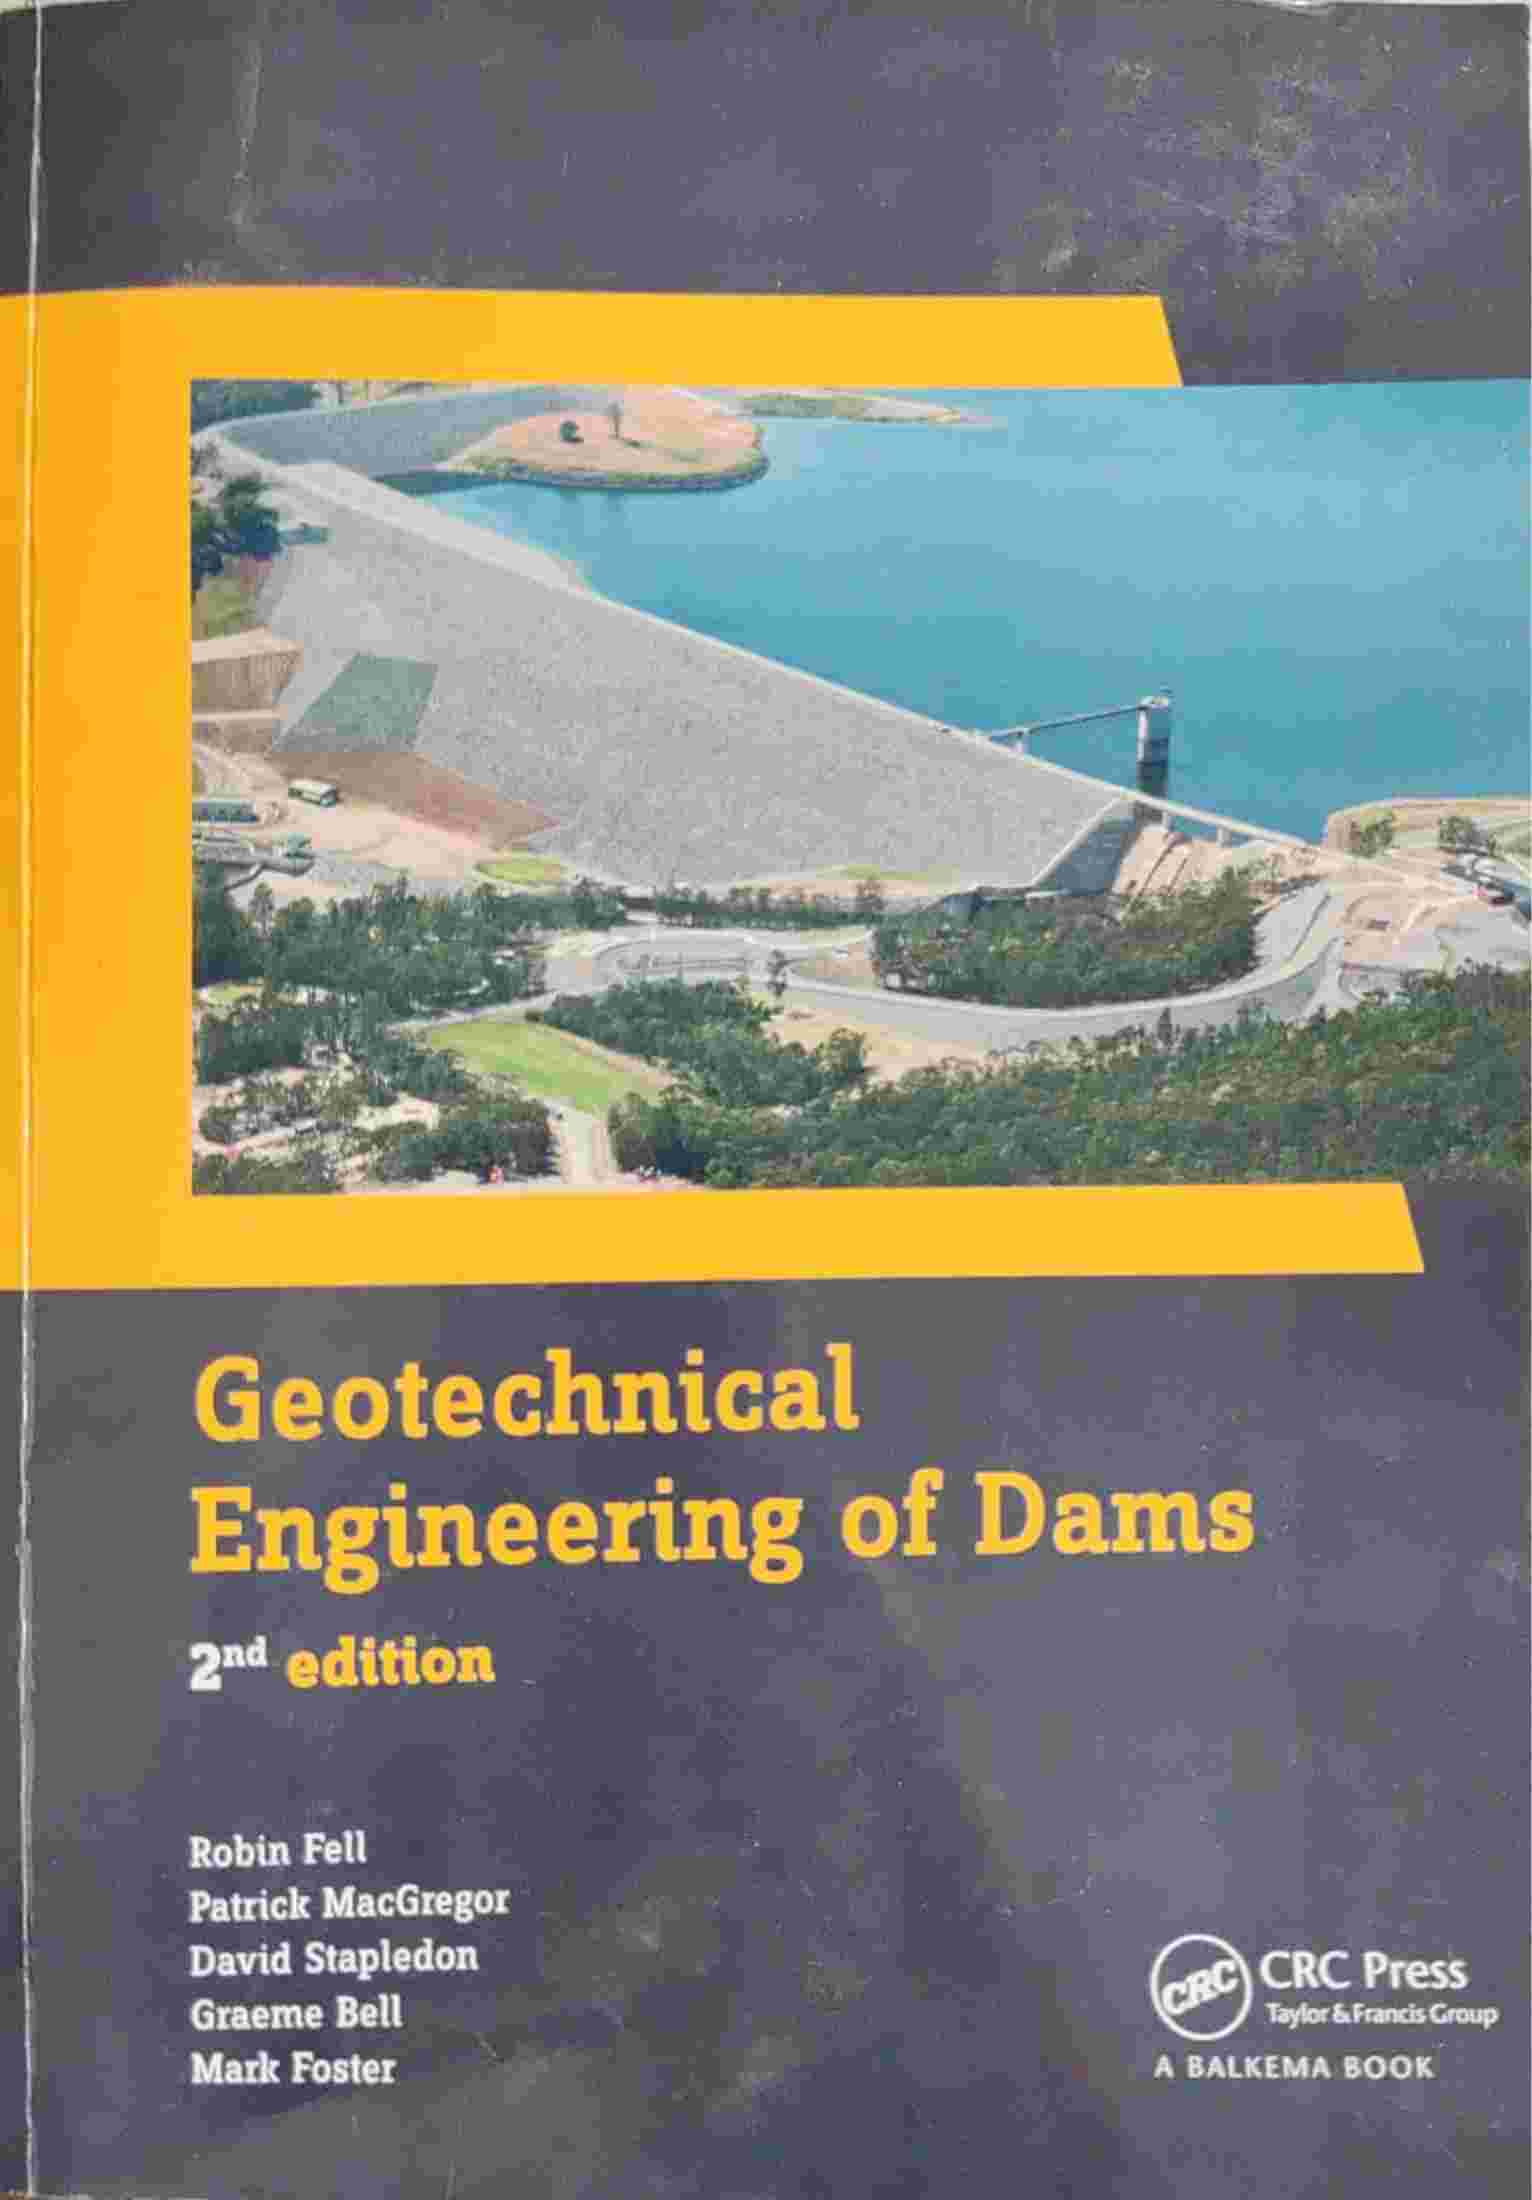 Geotechnical
Engineering of Dams
2nd edition
Robin Fell
Patrick MacGregor
David Stapledon
Graeme Bell
Mark Foster
CRC
CRC Press
Taylor & Francis Group
A BALKEMA BOOK